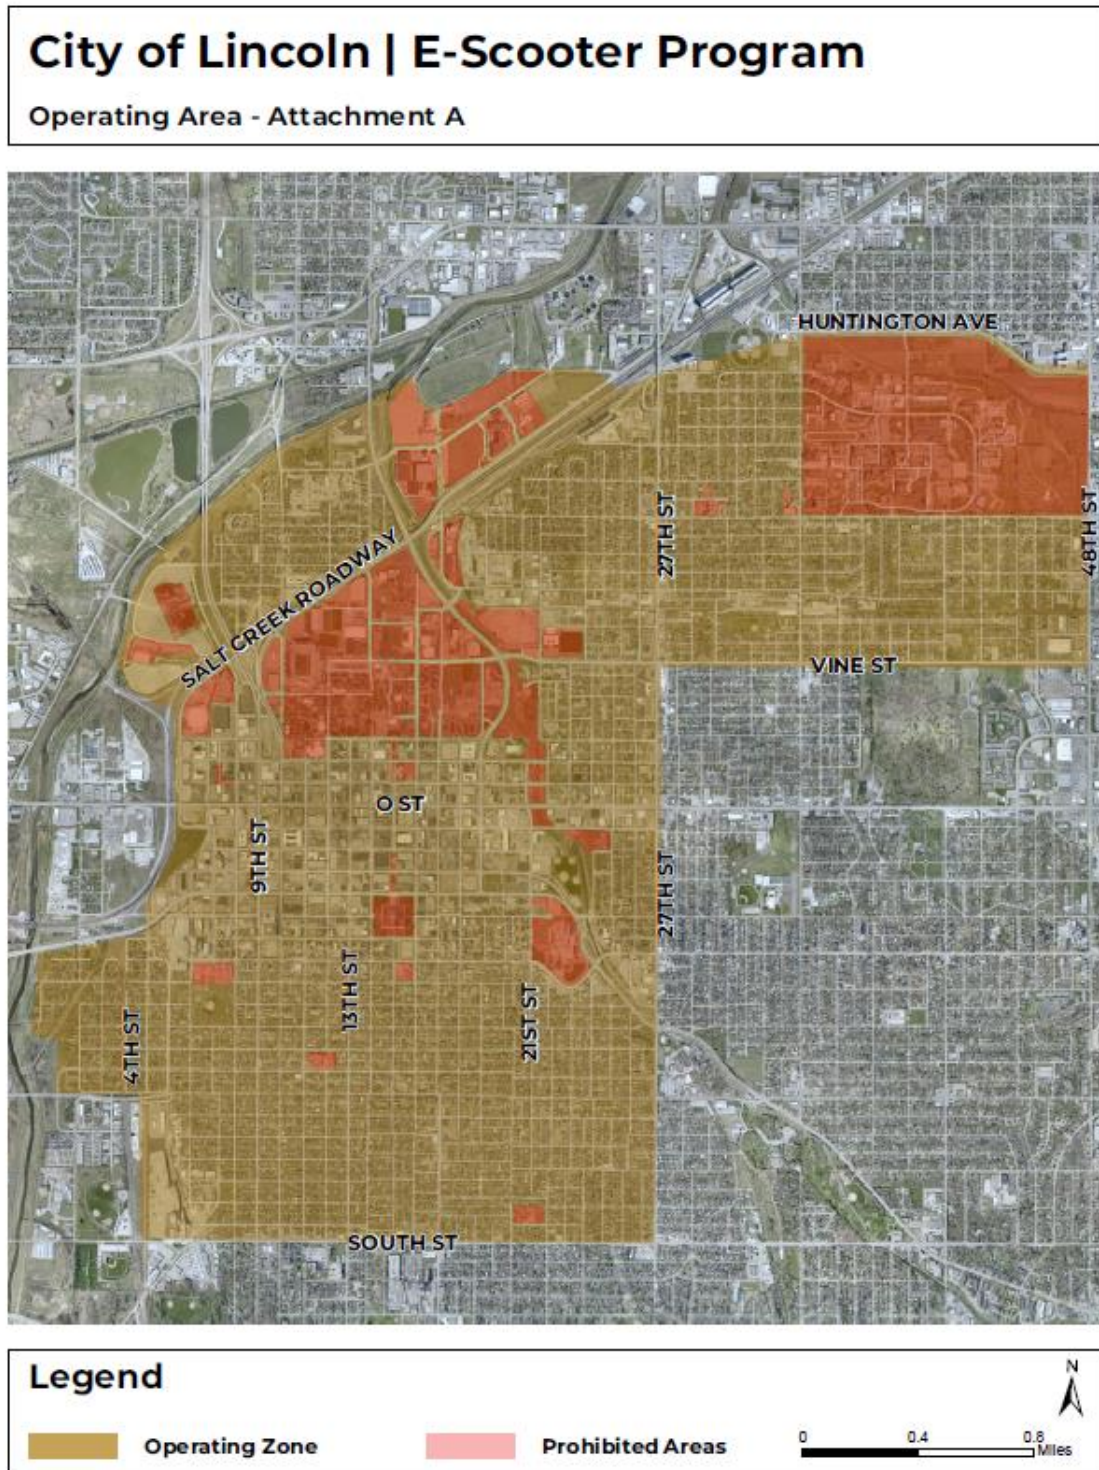 City of Lincoln | E-Scooter Program
Operating Area - Attachment A
HUNTINGTON AVE
27TH ST
48TH ST
SALT CREEK ROADWAY
VINE ST
O ST
9TH ST
27TH ST
13TH ST
21ST ST
4TH ST
SOUTH ST
Legend
N
Operating Zone
Prohibited Areas
0 0.4 0.8
Miles